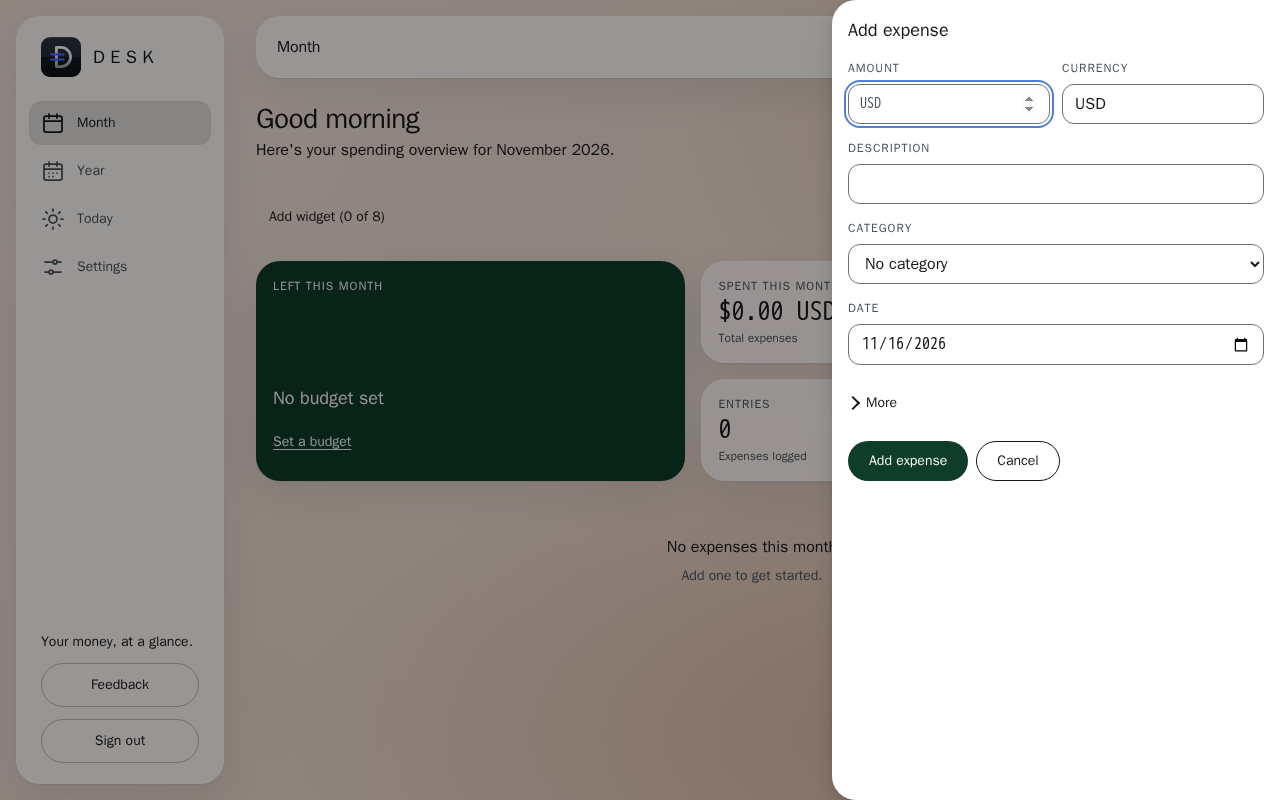 DESK
Month
Year
Today
Settings
Your money, at a glance.
Feedback
Sign out
Month
Good morning
Here's your spending overview for November 2026.
Add widget (0 of 8)
LEFT THIS MONTH
No budget set
Set a budget
SPENT THIS MONT
$0.00 USD
Total expenses
ENTRIES
0
Expenses logged
No expenses this month
Add one to get started.
Add expense
AMOUNT
USD
CURRENCY
USD
DESCRIPTION
CATEGORY
No category
DATE
11/16/2026
More
Add expense
Cancel